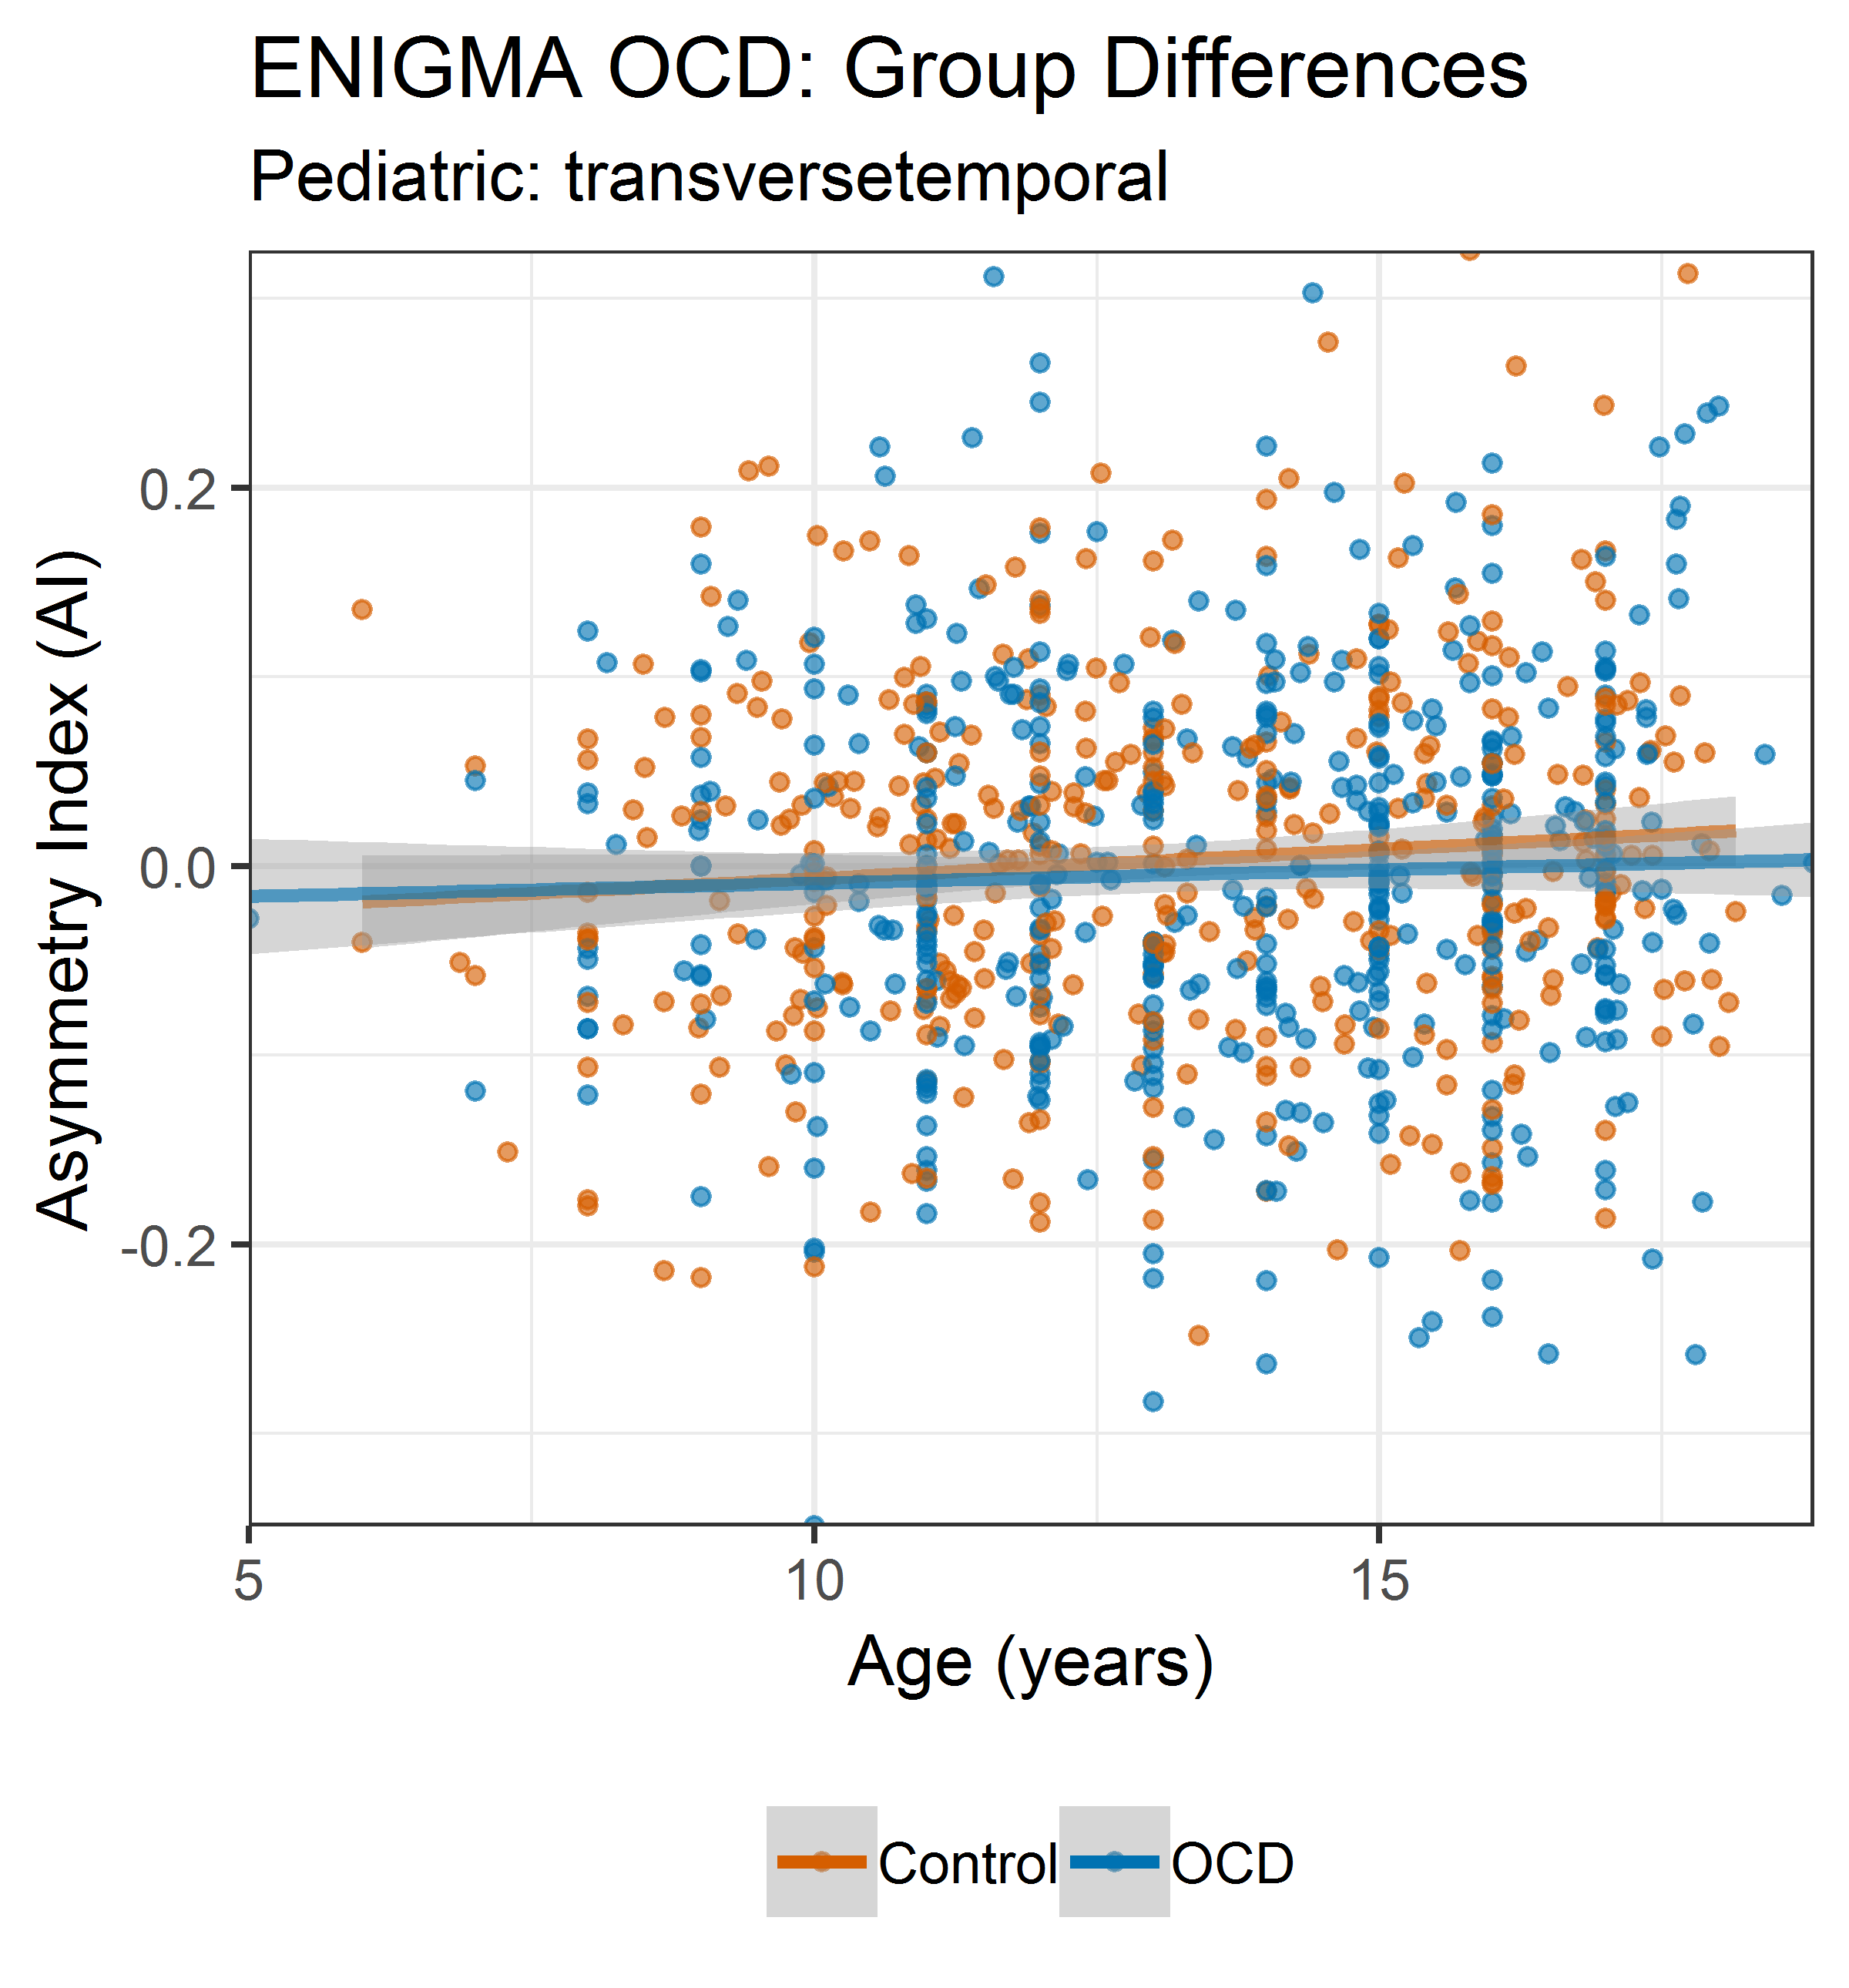 ENIGMA OCD: Group Differences
Pediatric: transversetemporal
Asymmetry Index (AI)
0.2
0.0
-0.2
5 10 15
Age (years)
Control OCD